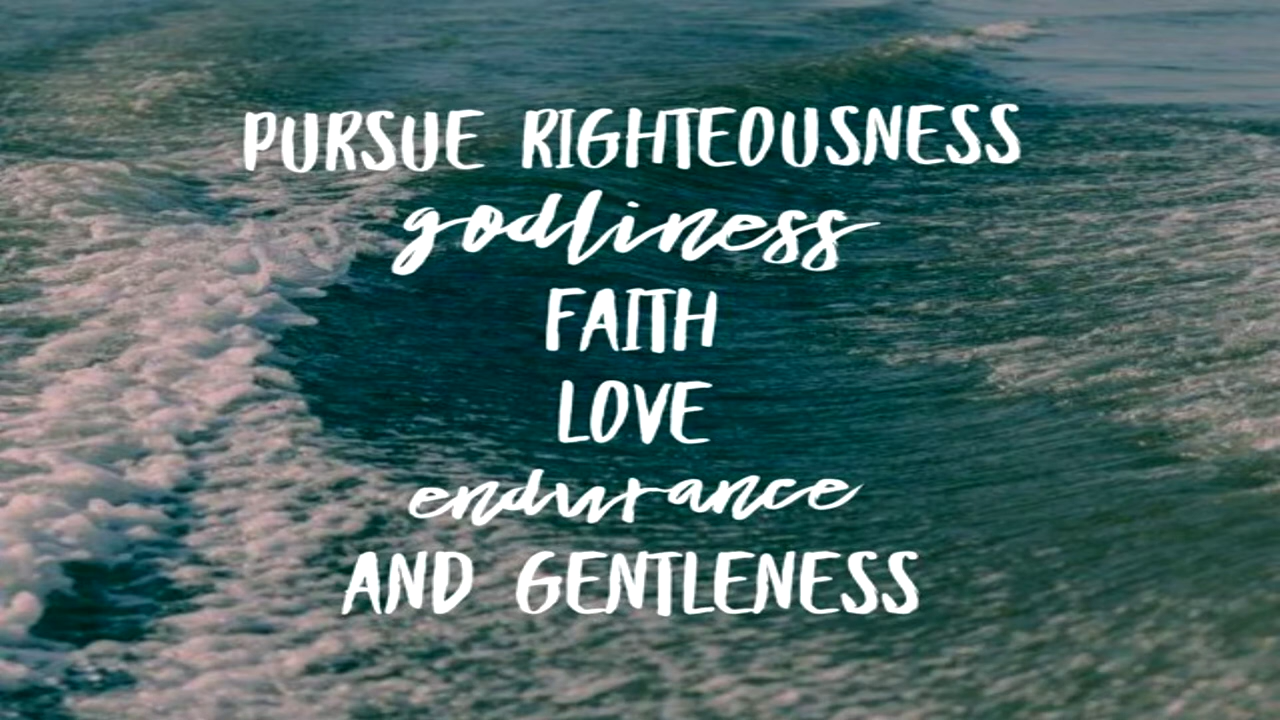 PURSUE RIGHTEOUSNESS
godliness
FAITH
LOVE
endurance
AND GENTLENESS